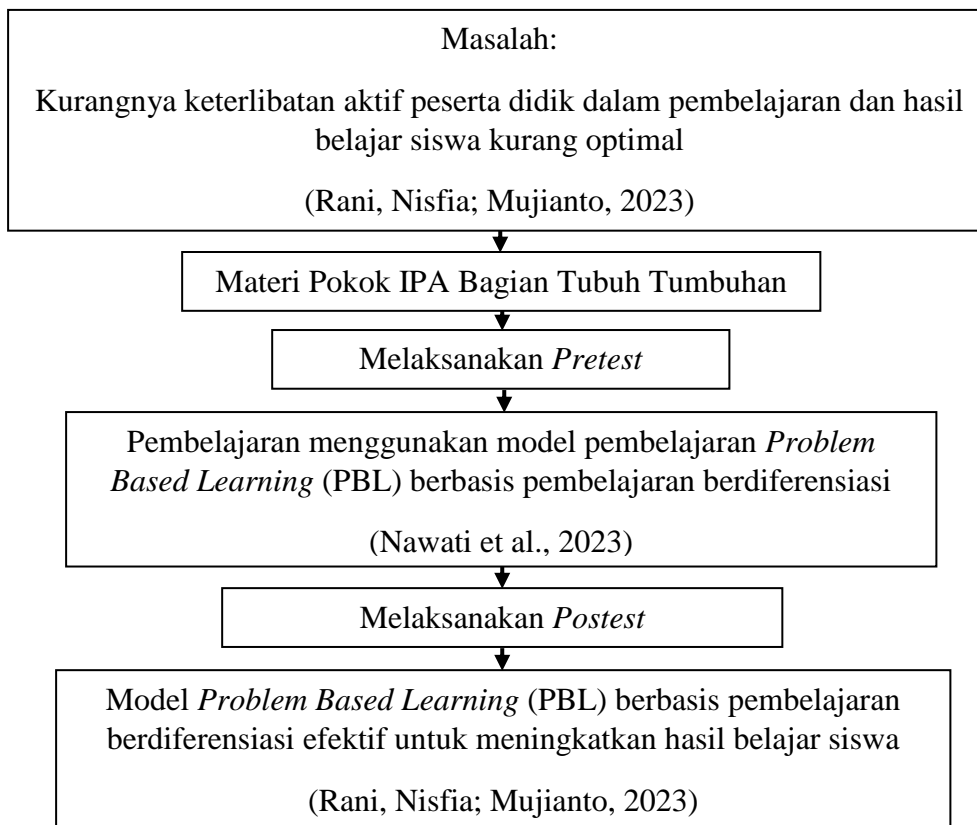 Masalah:
Kurangnya keterlibatan aktif peserta didik dalam pembelajaran dan hasil
belajar siswa kurang optimal
(Rani, Nisfia; Mujianto, 2023)
Materi Pokok IPA Bagian Tubuh Tumbuhan
Melaksanakan Pretest
Pembelajaran menggunakan model pembelajaran Problem
Based Learning (PBL) berbasis pembelajaran berdiferensiasi
(Nawati et al., 2023)
Melaksanakan Postest
Model Problem Based Learning (PBL) berbasis pembelajaran
berdiferensiasi efektif untuk meningkatkan hasil belajar siswa
(Rani, Nisfia; Mujianto, 2023)